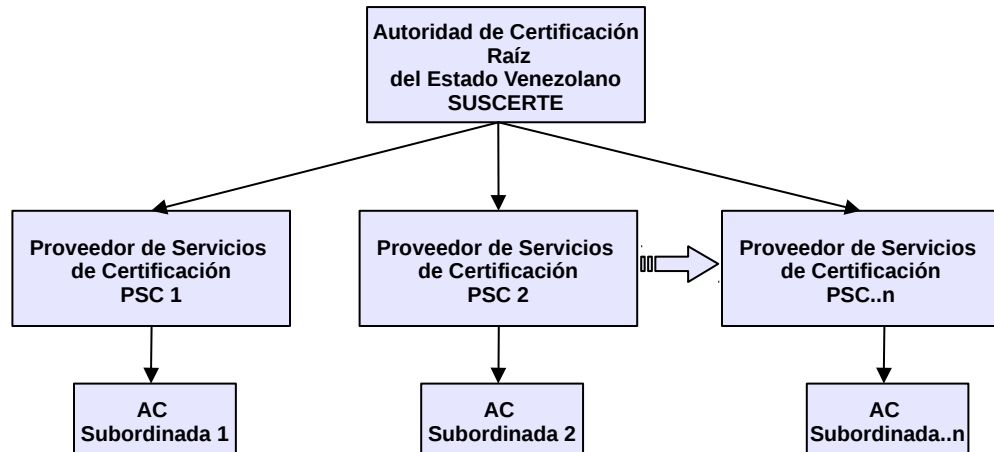 Autoridad de Certificación
Raíz
del Estado Venezolano
SUSCERTE
Proveedor de Servicios
de Certificación
PSC 1
Proveedor de Servicios
de Certificación
PSC 2
Proveedor de Servicios
de Certificación
PSC..n
AC
Subordinada 1
AC
Subordinada 2
AC
Subordinada..n